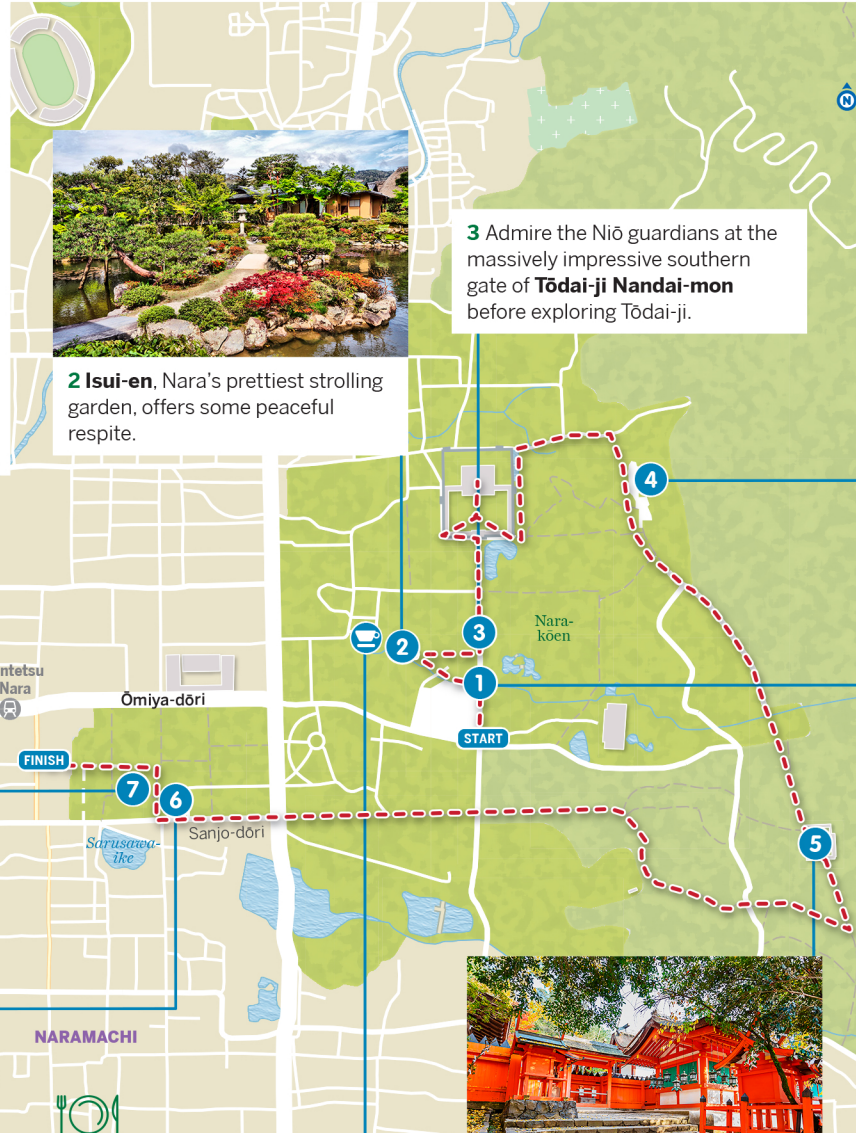 N
3 Admire the Niō guardians at the
massively impressive southern
gate of Tōdai-ji Nandai-mon
before exploring Tōdai-ji.
2 Isui-en, Nara's prettiest strolling
garden, offers some peaceful
respite.
4
Nara-
kōen
3
2
1
ntetsu
Nara
Ōmiya-dōri
START
FINISH
7
6
Sanjo-dōri
Sarusawa-
ike
5
NARAMACHI